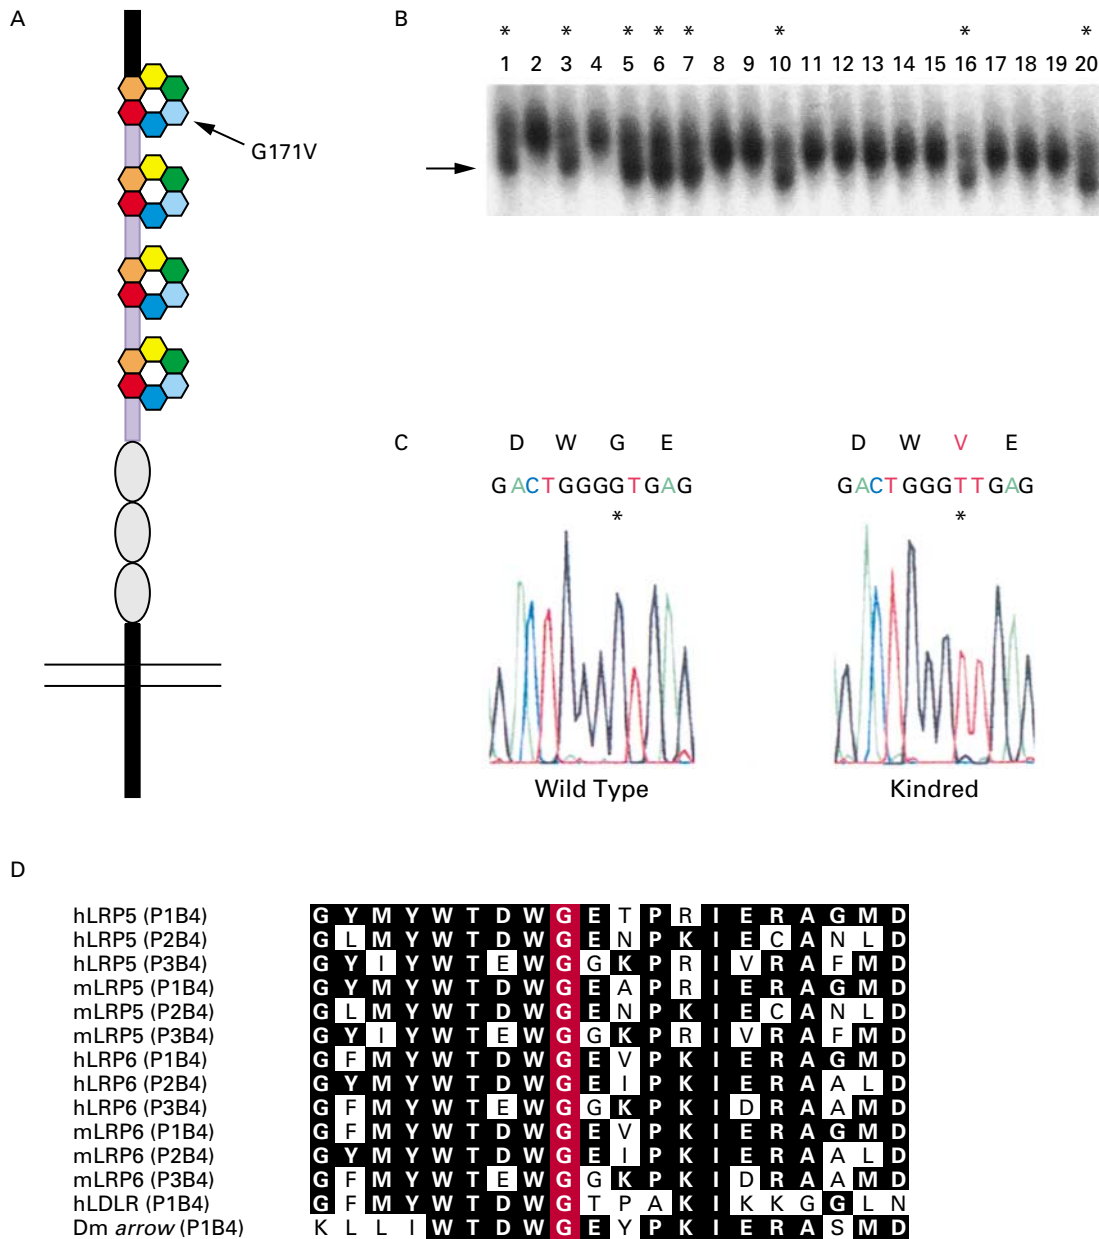 A
G171V
B
* * * * * * * *
1 2 3 4 5 6 7 8 9 10 11 12 13 14 15 16 17 18 19 20
C
D W G E
GACTGGGGTGAG
*
Wild Type
D W V E
GACTGGGTTGAG
*
Kindred
D
hLRP5 (P1B4) G Y M Y W T D W G E T P R I E R A G M D
hLRP5 (P2B4) G L M Y W T D W G E N P K I E C A N L D
hLRP5 (P3B4) G Y I Y W T E W G G K P R I V R A F M D
mLRP5 (P1B4) G Y M Y W T D W G E A P R I E R A G M D
mLRP5 (P2B4) G L M Y W T D W G E N P K I E C A N L D
mLRP5 (P3B4) G Y I Y W T E W G G K P R I V R A F M D
hLRP6 (P1B4) G F M Y W T D W G E V P K I E R A G M D
hLRP6 (P2B4) G Y M Y W T D W G E I P K I E R A A L D
hLRP6 (P3B4) G F M Y W T E W G G K P K I D R A A M D
mLRP6 (P1B4) G F M Y W T D W G E V P K I E R A G M D
mLRP6 (P2B4) G Y M Y W T D W G E I P K I E R A A L D
mLRP6 (P3B4) G F M Y W T E W G G K P K I D R A A M D
hLDLR (P1B4) G F M Y W T D W G T P A K I K K G G L N
Dm arrow (P1B4) K L L I W T D W G E Y P K I E R A S M D